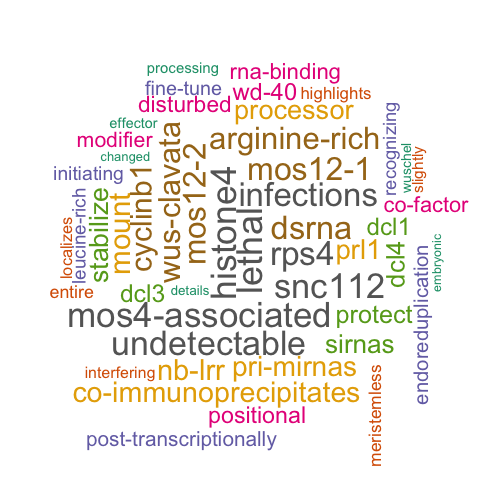 processing
rna-binding
fine-tune
wd-40
highlights
disturbed
processor
effector
modifier
arginine-rich
recognizing
changed
wuschel
slightly
initiating
cyclinb1
wus-clavata
mos12-2
mos12-1
histone4
infections
lethal
co-factor
leucine-rich
localizes
stabilize
mount
dsrna
dcl1
rps4
prl1
dcl4
embryonic
entire
dcl3
details
snc112
endoreduplication
mos4-associated
protect
undetectable
sirnas
interfering
nb-lrr
pri-mirnas
meristemless
co-immunoprecipitates
positional
post-transcriptionally